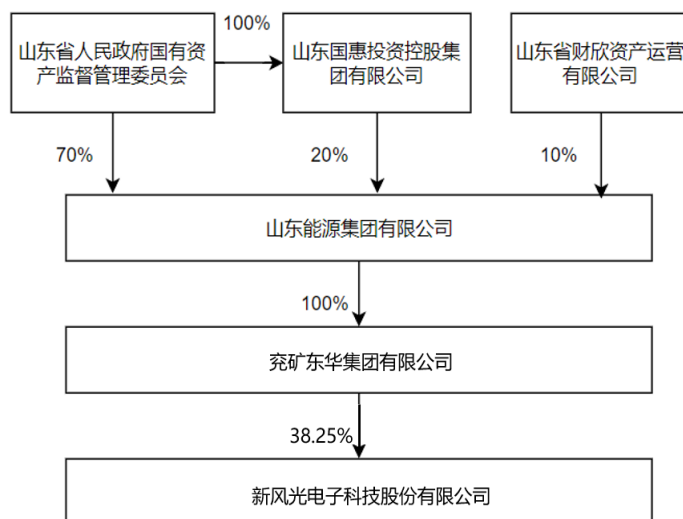 山东省人民政府国有资
产监督管理委员会
100%
山东国惠投资控股集
团有限公司
山东省财欣资产运营
有限公司
70%
20%
10%
山东能源集团有限公司
100%
兖矿东华集团有限公司
38.25%
新风光电子科技股份有限公司